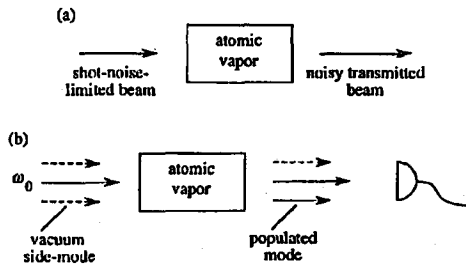 (a)
shot-noise-
limited beam
atomic
vapor
noisy transmitted
beam
(b)
ω₀
vacuum
side-mode
atomic
vapor
populated
mode